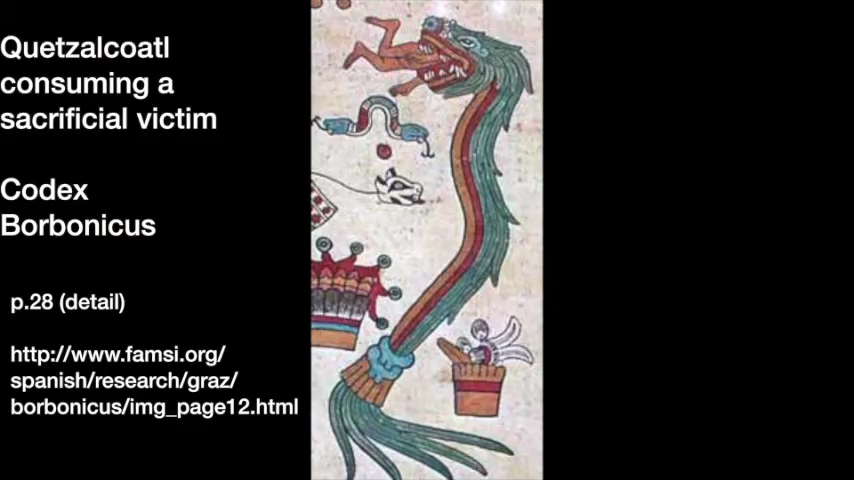 Quetzalcoatl
consuming a
sacrificial victim
Codex
Borbonicus
p.28 (detail)
http://www.famsi.org/
spanish/research/graz/
borbonicus/img_page12.html